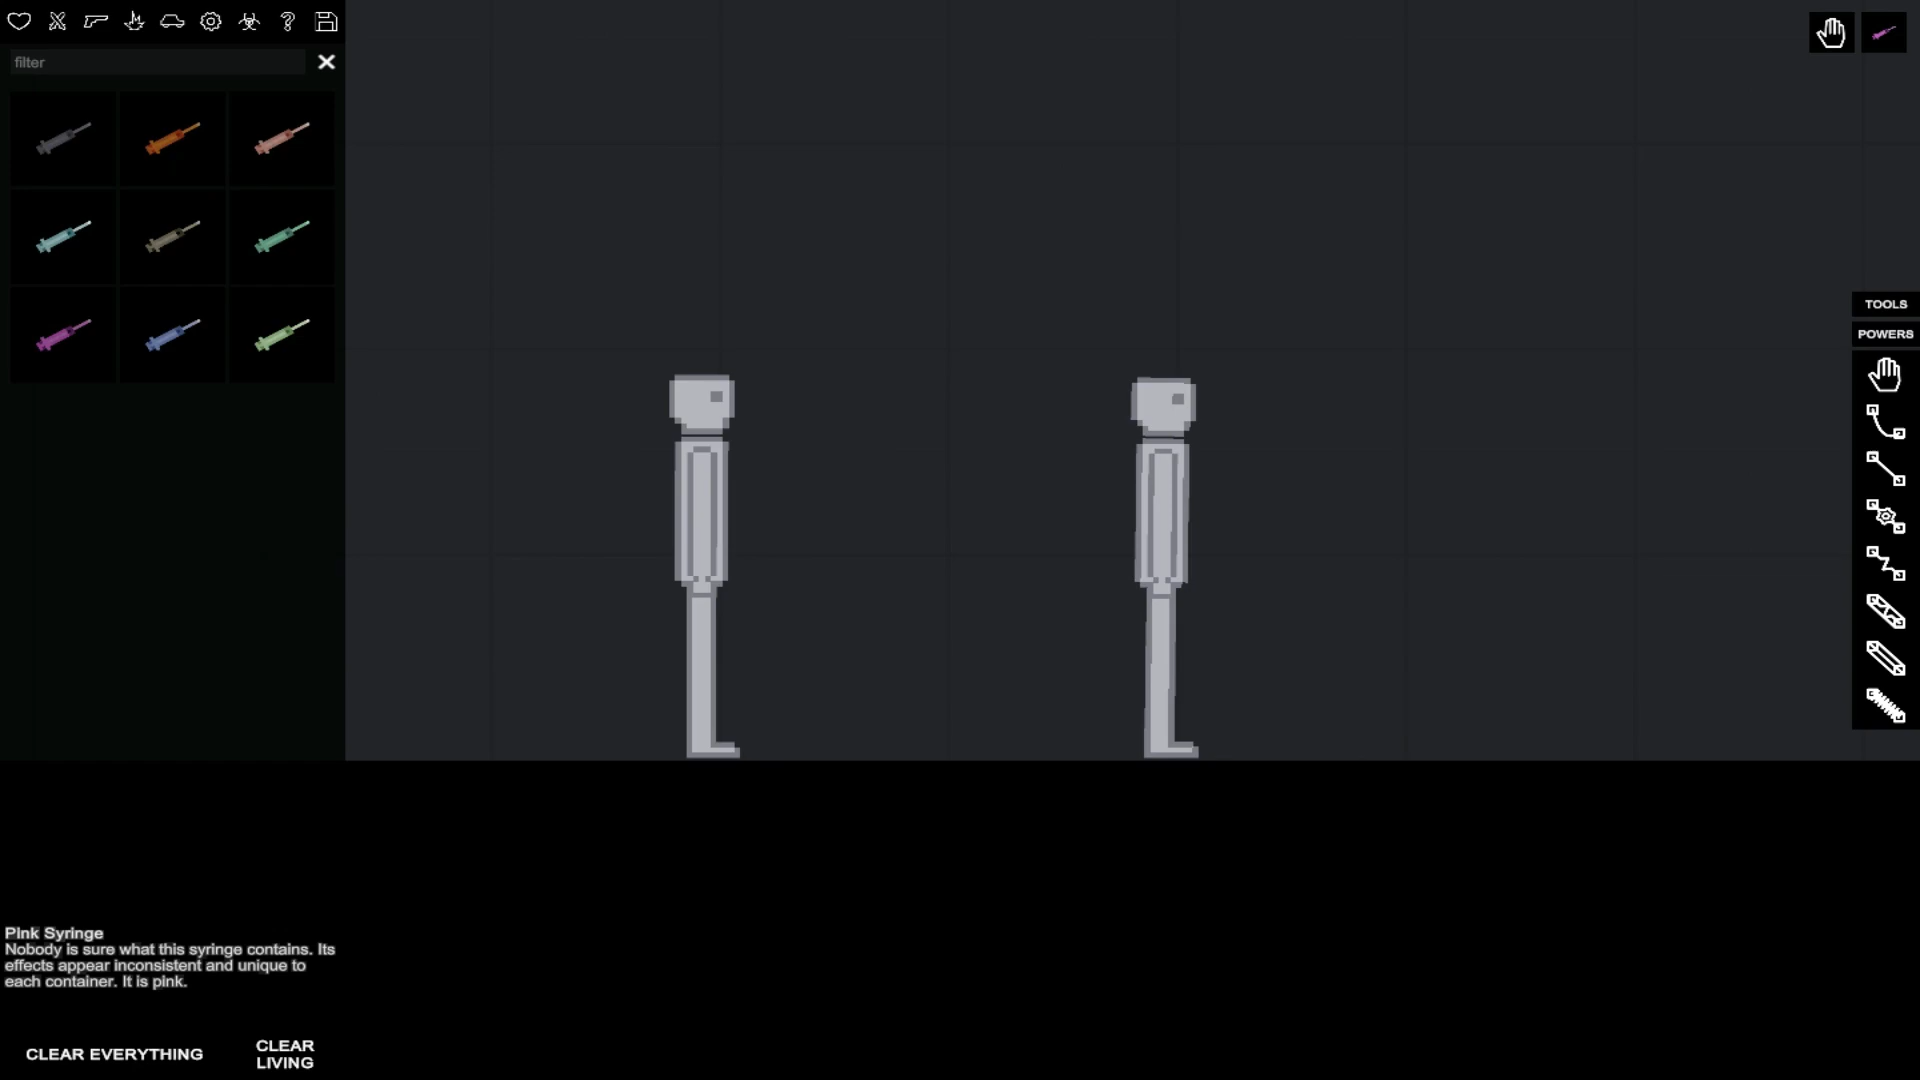 filter
TOOLS
POWERS
Pink Syringe
Nobody is sure what this syringe contains. Its
effects appear inconsistent and unique to
each container. It is pink.
CLEAR EVERYTHING
CLEAR
LIVING